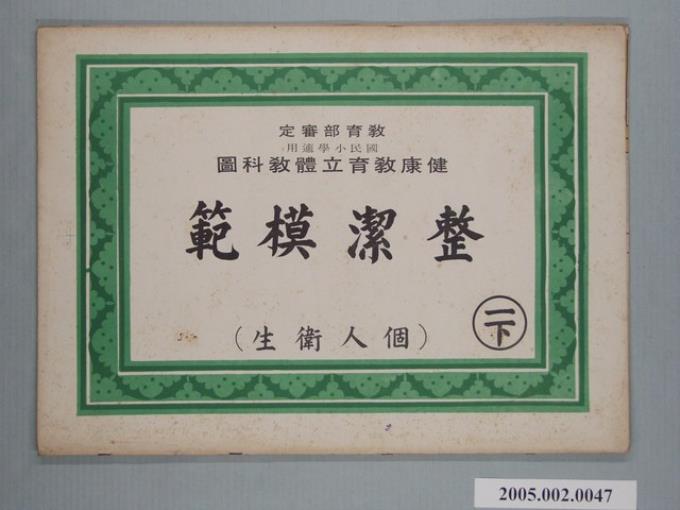 教育部審定
國民小學適用
健康教育立體教科圖
整潔模範
（個人衛生）
一下
2005.002.0047